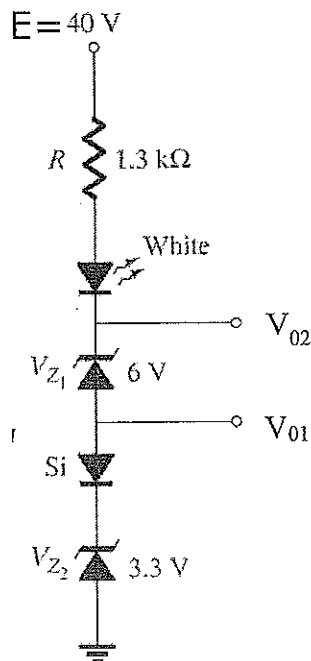 E = 40 V
R 1.3 kΩ
White
V02
VZ1 6 V
V01
Si
VZ2 3.3 V